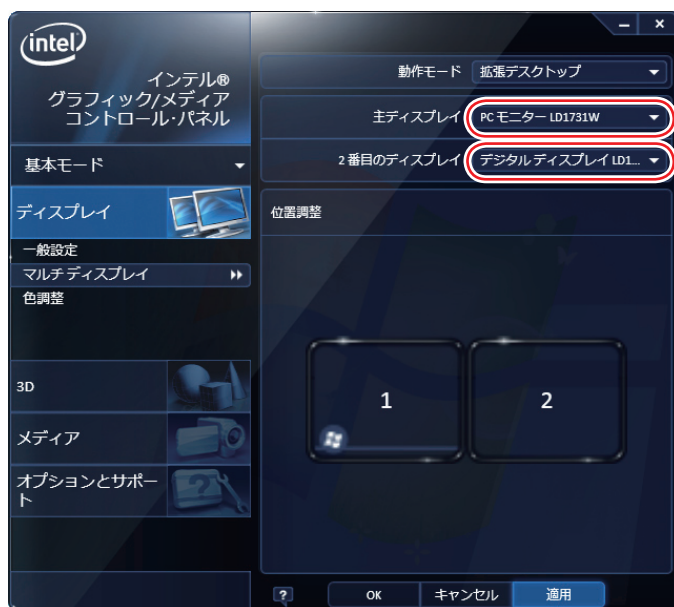 intel
インテル®
グラフィック/メディア
コントロール・パネル
基本モード
ディスプレイ
一般設定
マルチディスプレイ
色調整
3D
メディア
オプションとサポー
ト
動作モード 拡張デスクトップ
主ディスプレイ PC モニター LD1731W
2 番目のディスプレイ デジタル ディスプレイ LD1...
位置調整
1 2
? OK キャンセル 適用